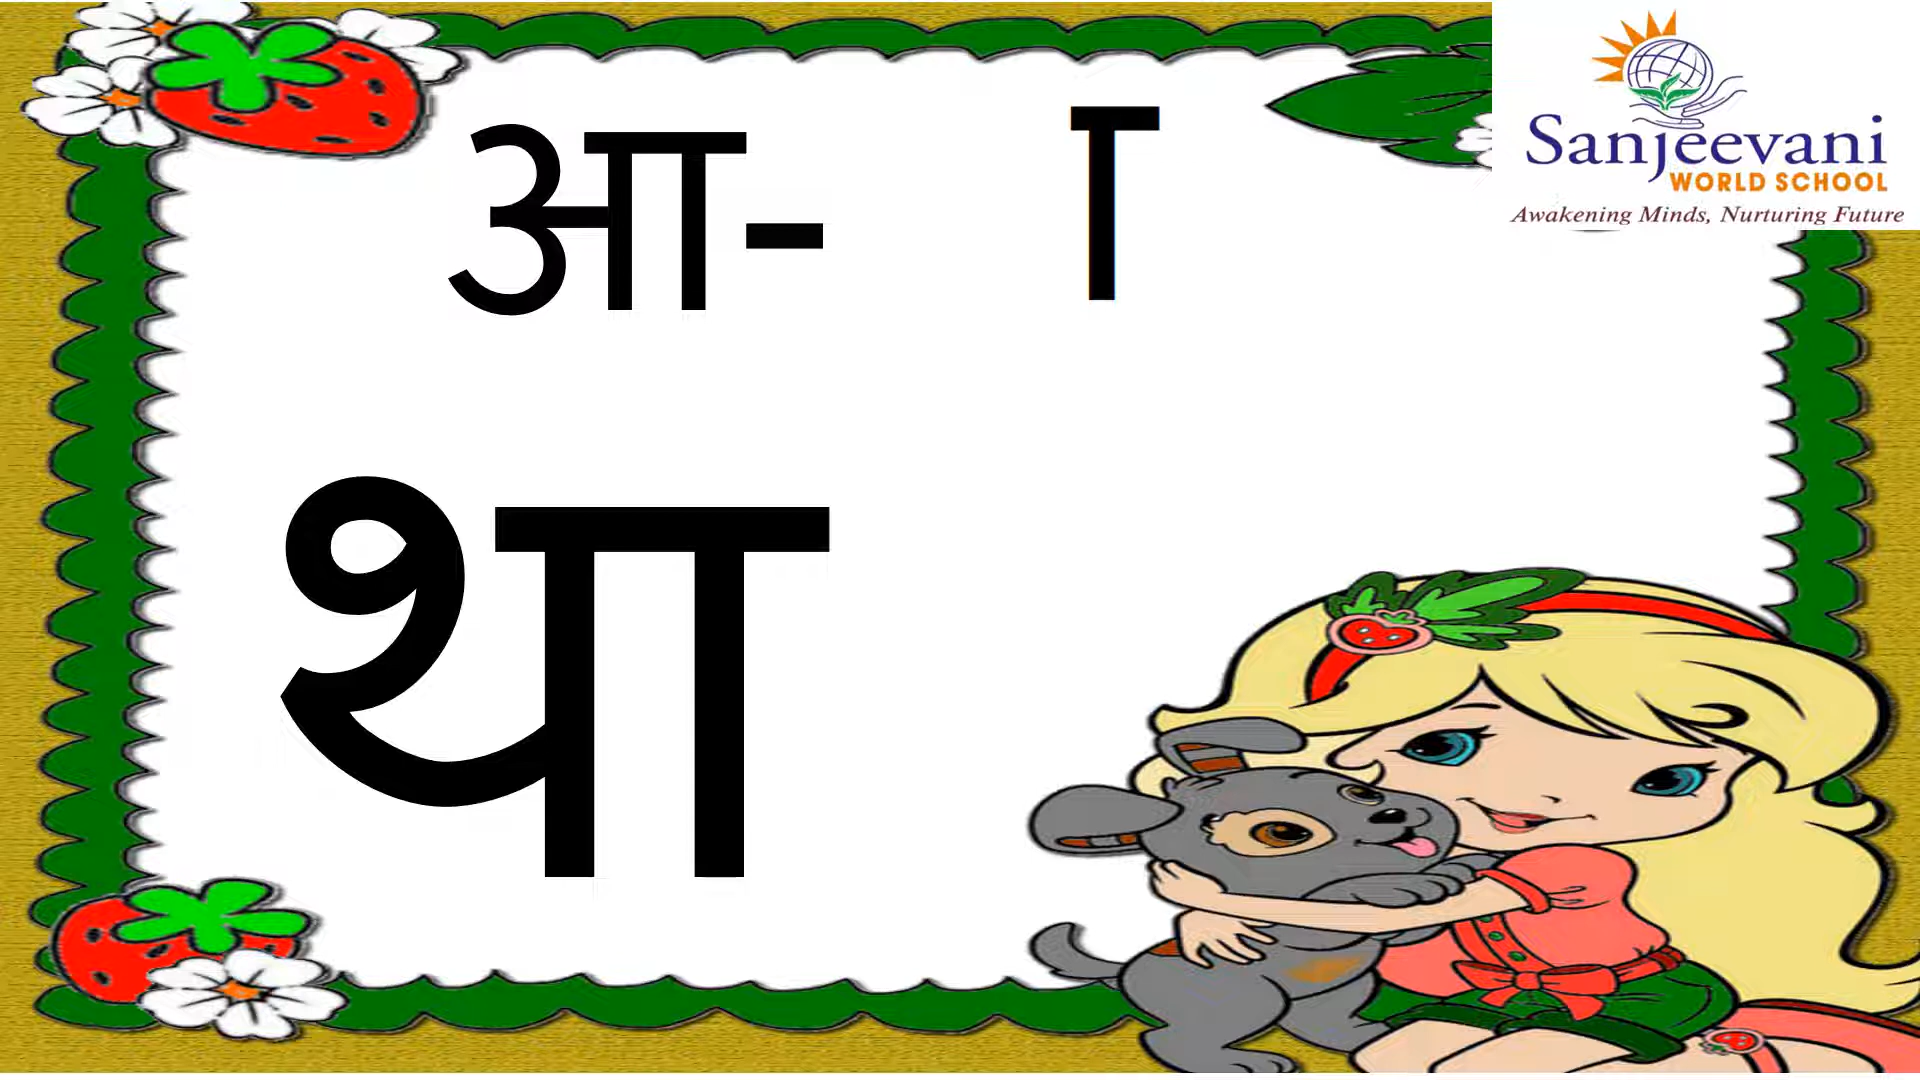 आ- ा
Sanjeevani
WORLD SCHOOL
Awakening Minds, Nurturing Future
था